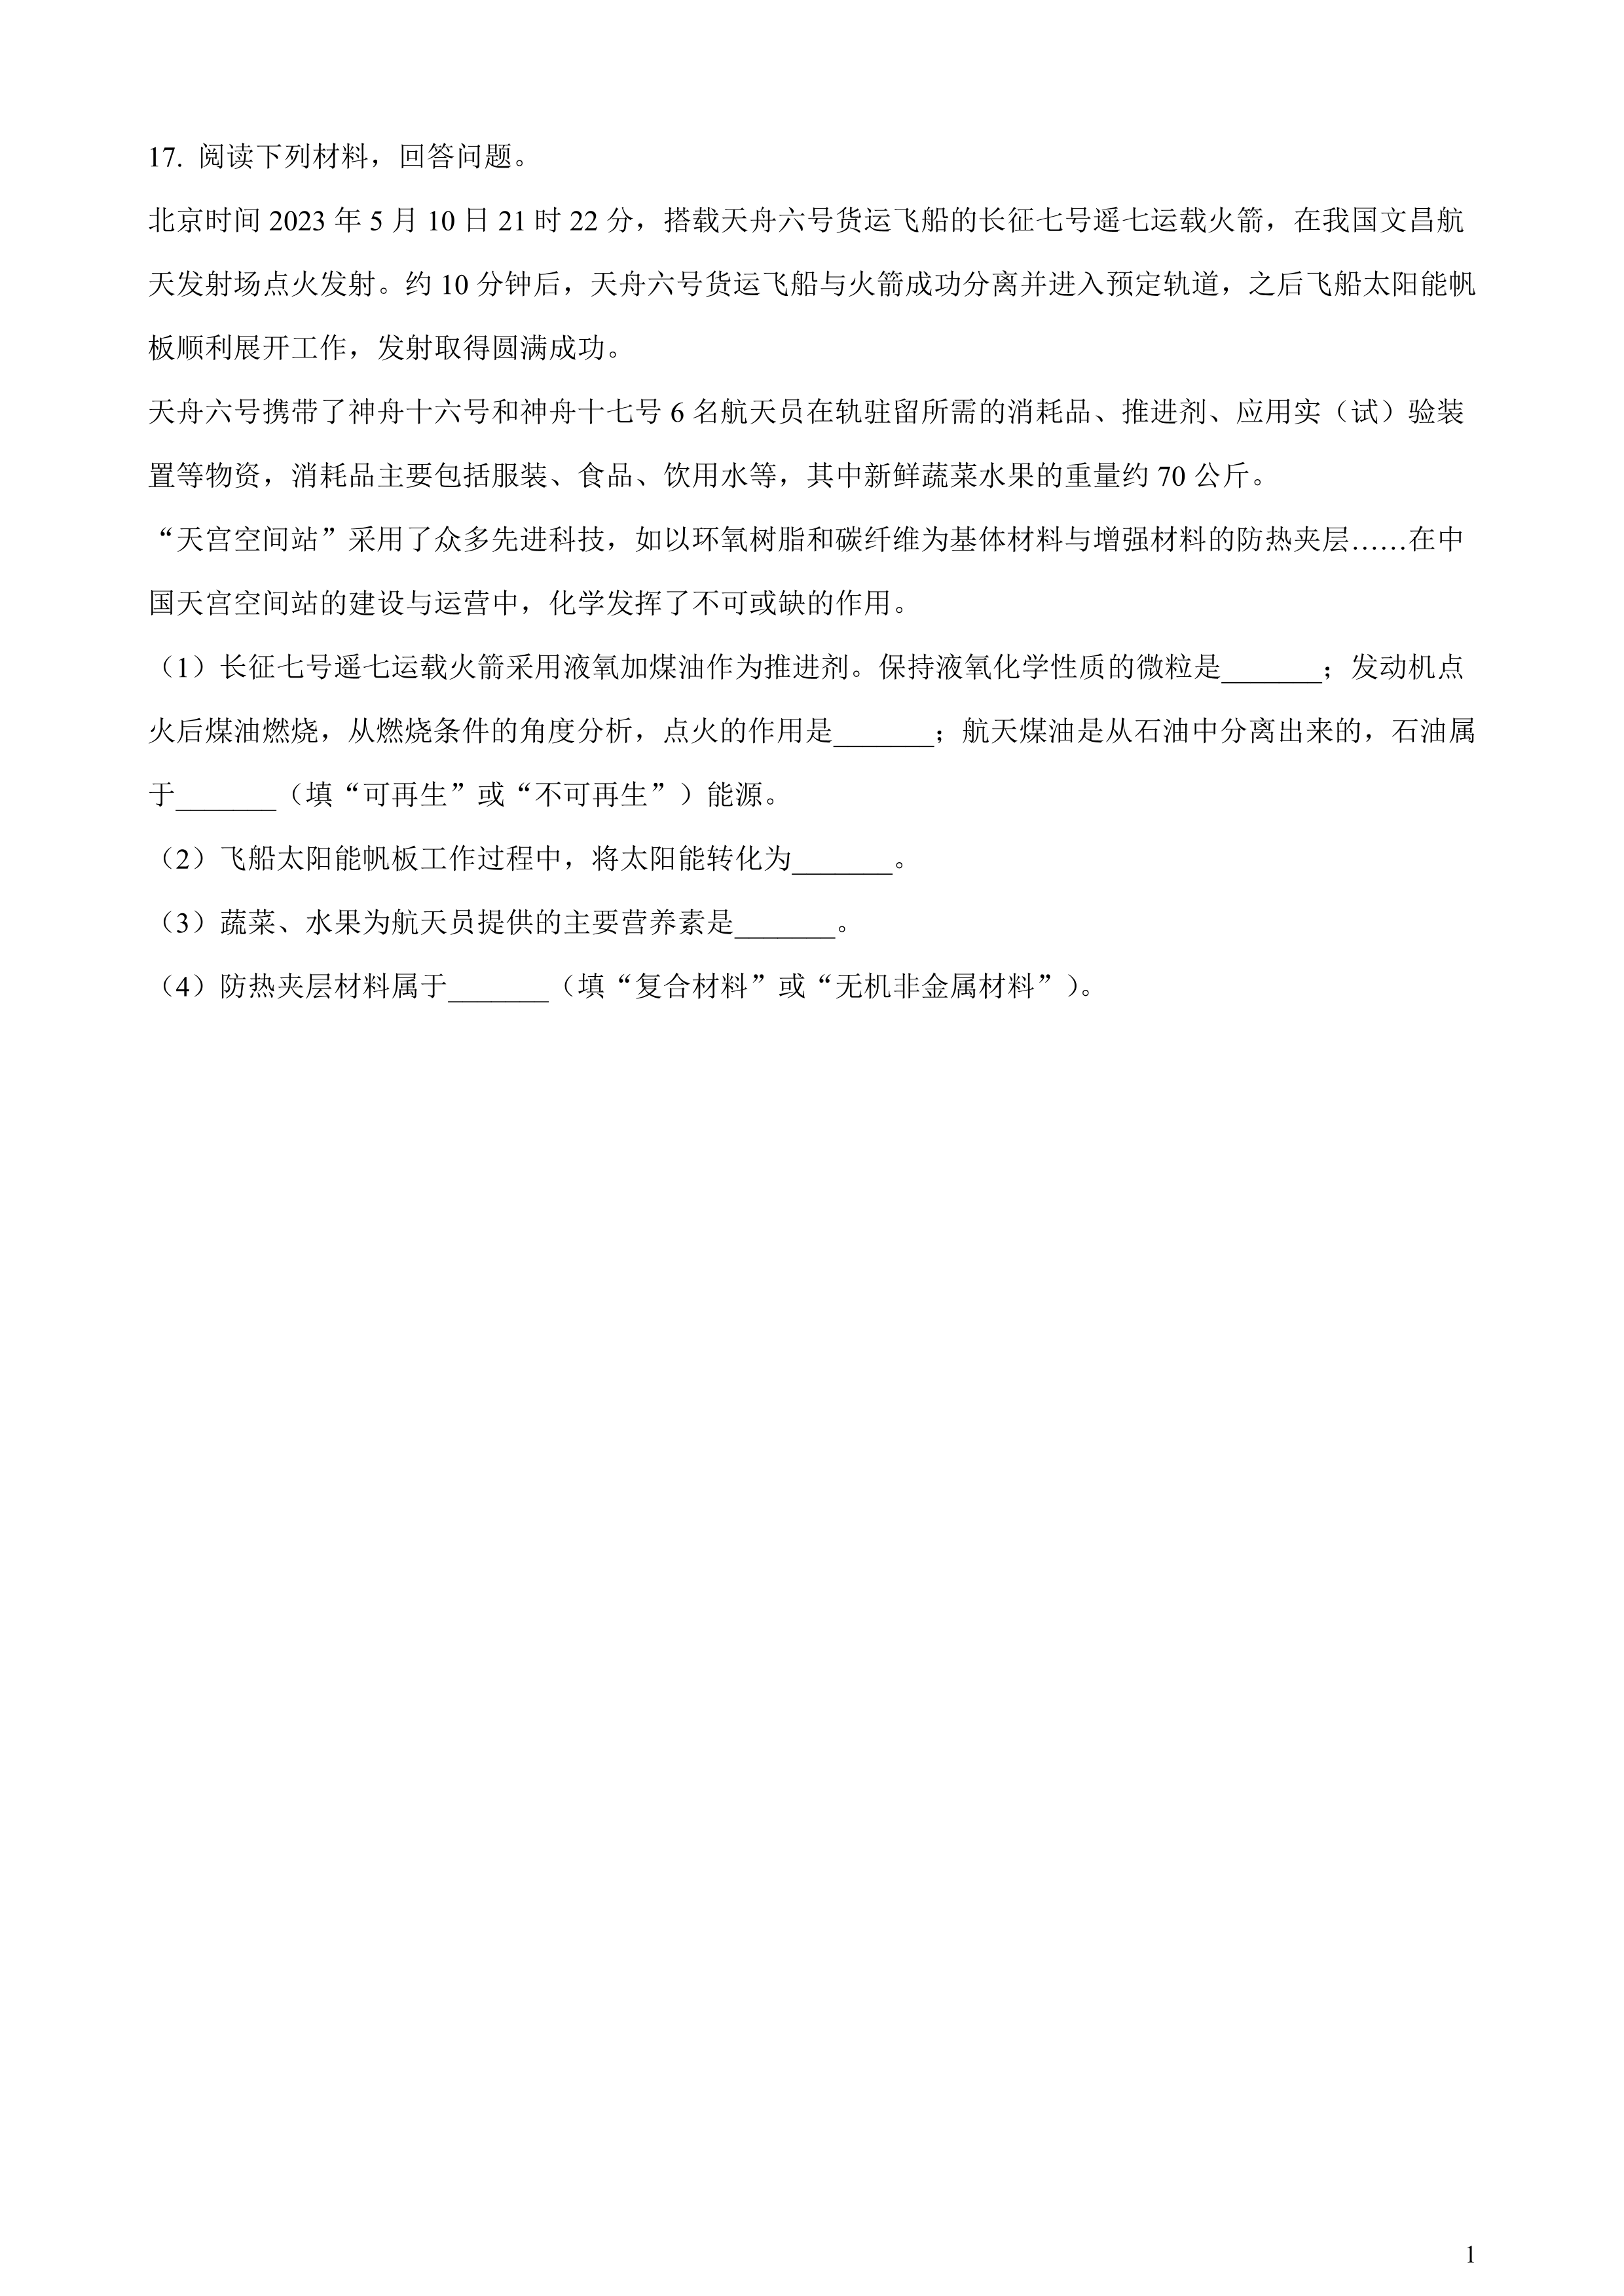 17. 阅读下列材料，回答问题。
北京时间 2023 年 5 月 10 日 21 时 22 分，搭载天舟六号货运飞船的长征七号遥七运载火箭，在我国文昌航
天发射场点火发射。约 10 分钟后，天舟六号货运飞船与火箭成功分离并进入预定轨道，之后飞船太阳能帆
板顺利展开工作，发射取得圆满成功。
天舟六号携带了神舟十六号和神舟十七号 6 名航天员在轨驻留所需的消耗品、推进剂、应用实（试）验装
置等物资，消耗品主要包括服装、食品、饮用水等，其中新鲜蔬菜水果的重量约 70 公斤。
“天宫空间站”采用了众多先进科技，如以环氧树脂和碳纤维为基体材料与增强材料的防热夹层……在中
国天宫空间站的建设与运营中，化学发挥了不可或缺的作用。
（1）长征七号遥七运载火箭采用液氧加煤油作为推进剂。保持液氧化学性质的微粒是_______；发动机点
火后煤油燃烧，从燃烧条件的角度分析，点火的作用是_______；航天煤油是从石油中分离出来的，石油属
于_______（填“可再生”或“不可再生”）能源。
（2）飞船太阳能帆板工作过程中，将太阳能转化为_______。
（3）蔬菜、水果为航天员提供的主要营养素是_______。
（4）防热夹层材料属于_______（填“复合材料”或“无机非金属材料”）。
1